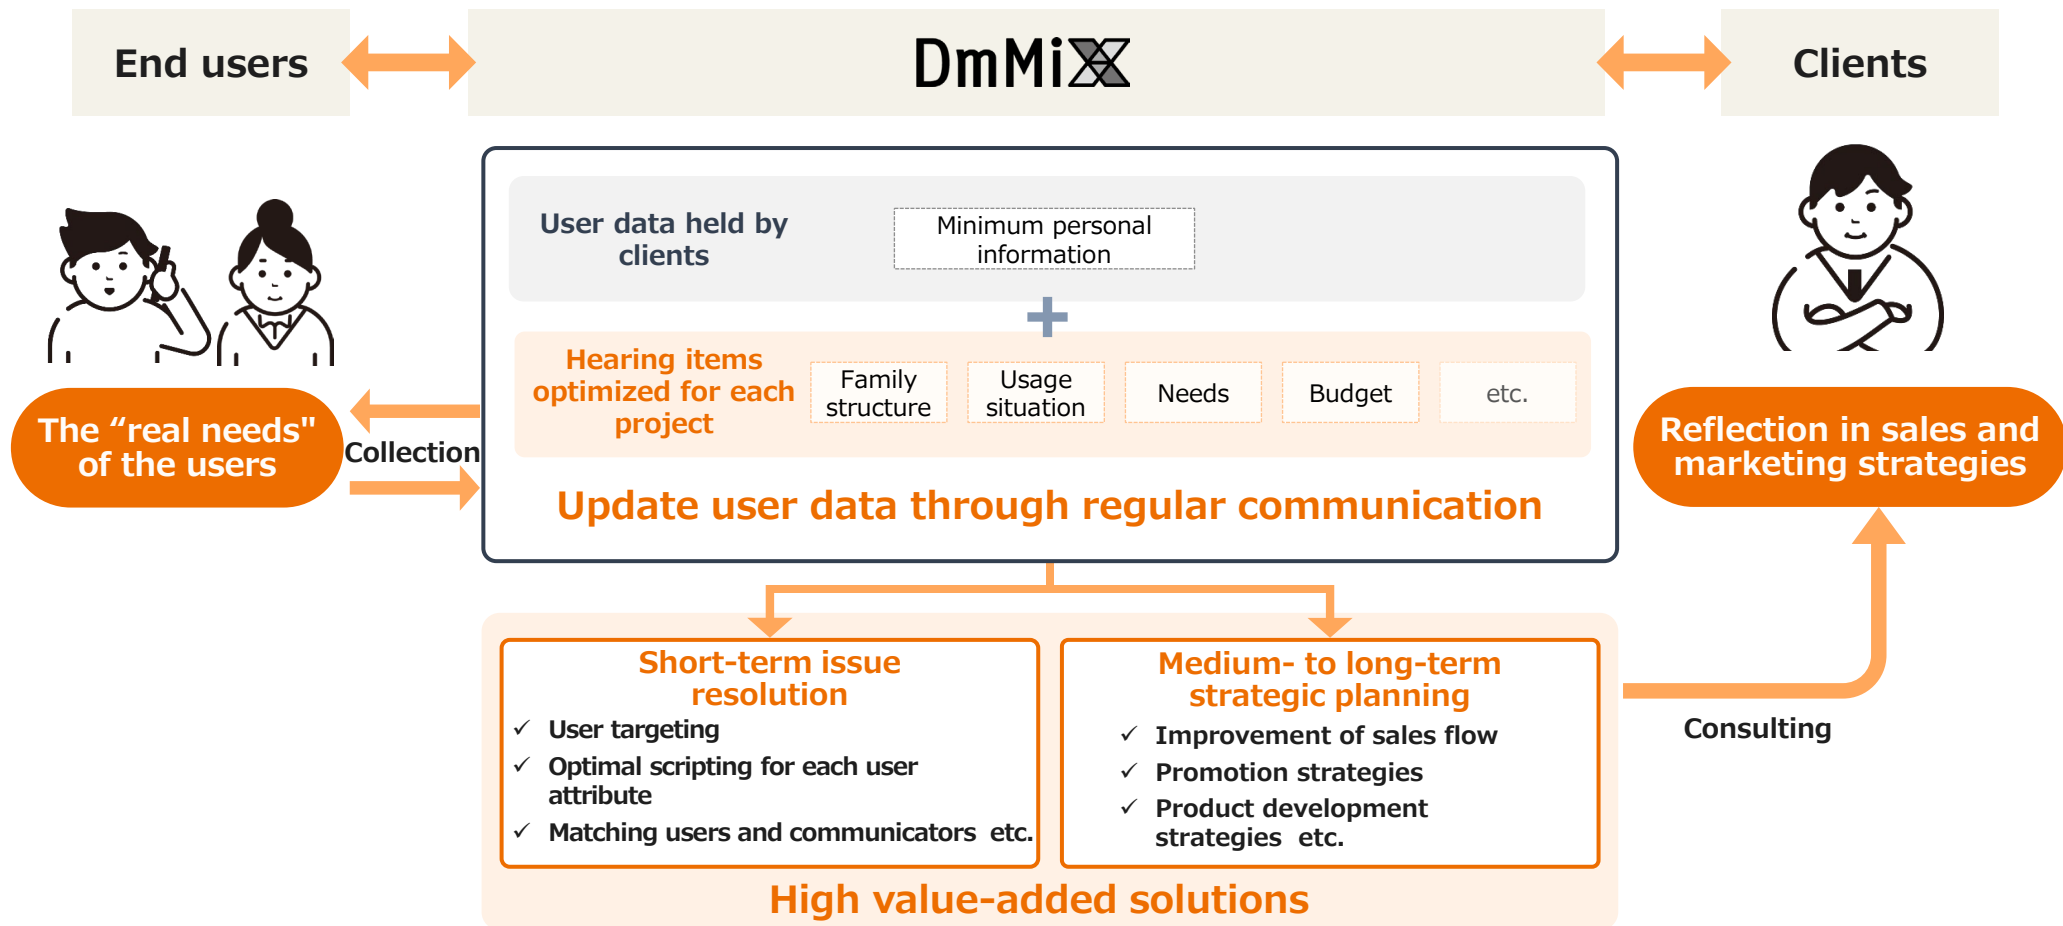 End users
DmMiX
Clients
User data held by
clients
Minimum personal
information
Hearing items
optimized for each
project
Family
structure
Usage
situation
Needs
Budget
etc.
Update user data through regular communication
The “real needs"
of the users
Collection
Reflection in sales and
marketing strategies
Short-term issue
resolution
✓ User targeting
✓ Optimal scripting for each user
attribute
✓ Matching users and communicators etc.
Medium- to long-term
strategic planning
✓ Improvement of sales flow
✓ Promotion strategies
✓ Product development
strategies etc.
Consulting
High value-added solutions